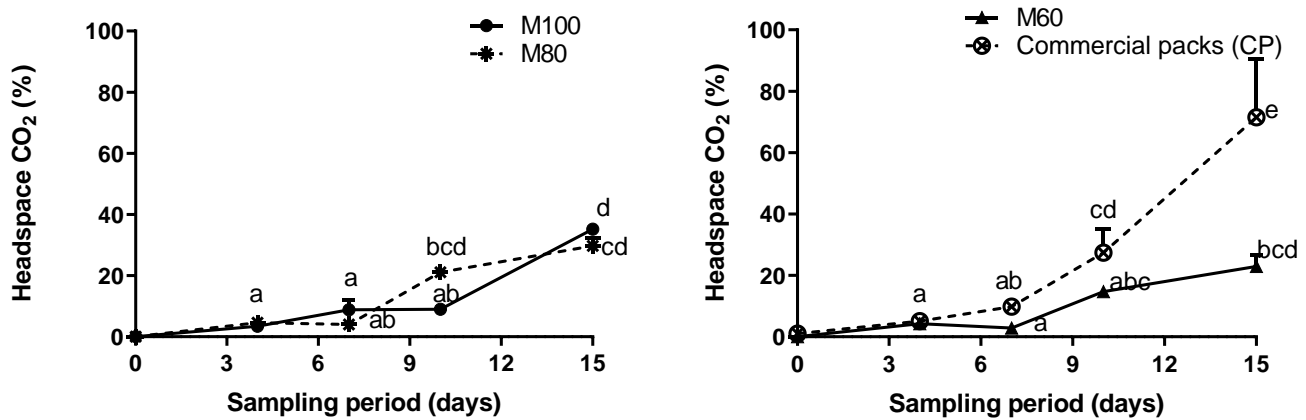 M100
M80
Headspace CO₂ (%)
100
80
60
40
20
0
a
a
ab
bcd
ab
d
cd
0 3 6 9 12 15
Sampling period (days)
M60
Commercial packs (CP)
Headspace CO₂ (%)
100
80
60
40
20
0
a
ab
a
cd
abc
e
bcd
0 3 6 9 12 15
Sampling period (days)